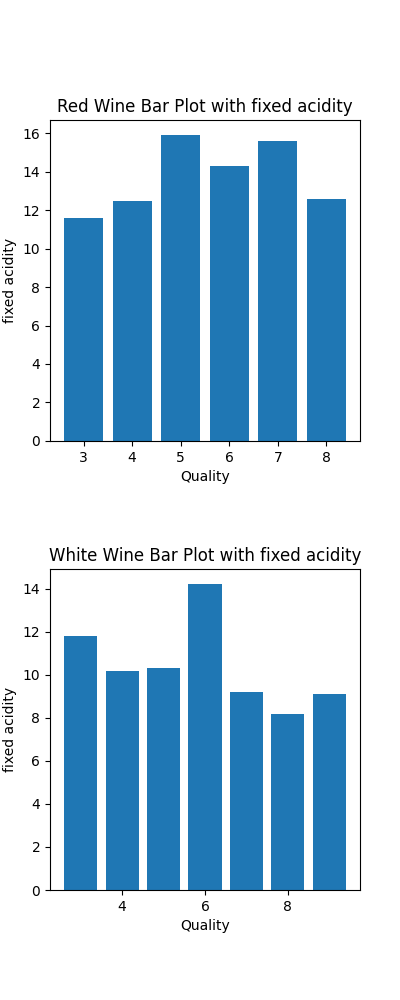 Red Wine Bar Plot with fixed acidity
16
14
12
10
8
6
4
2
0
fixed acidity
3 4 5 6 7 8
Quality
White Wine Bar Plot with fixed acidity
14
12
10
8
6
4
2
0
fixed acidity
4 6 8
Quality